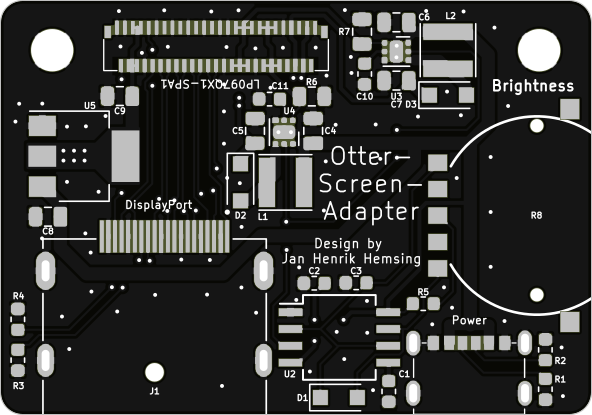 R7
C6
L2
LP097QX1-SPA1
C11
R6
C10
U3
C7
D3
Brightness
U5
C9
U4
C5
C4
Otter-
Screen-
Adapter
DisplayPort
D2
L1
R8
C8
Design by
Jan Henrik Hemsing
C2
C3
R4
R5
Power
R3
J1
U2
C1
D1
R2
R1